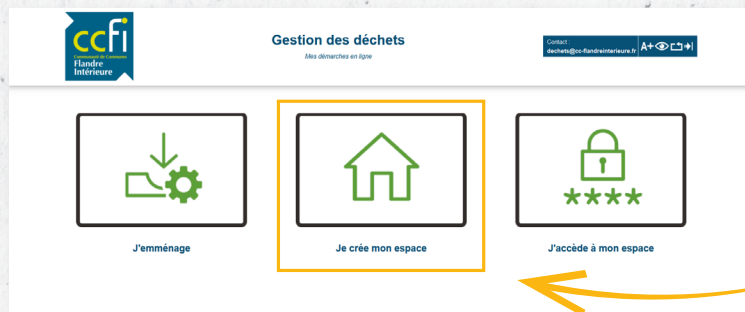 ccfi
Communauté de Communes
Flandre
Intérieure
Gestion des déchets
Mes démarches en ligne
Contact :
dechets@cc-flandreinterieure.fr
A+
J'emménage
Je crée mon espace
****
J'accède à mon espace